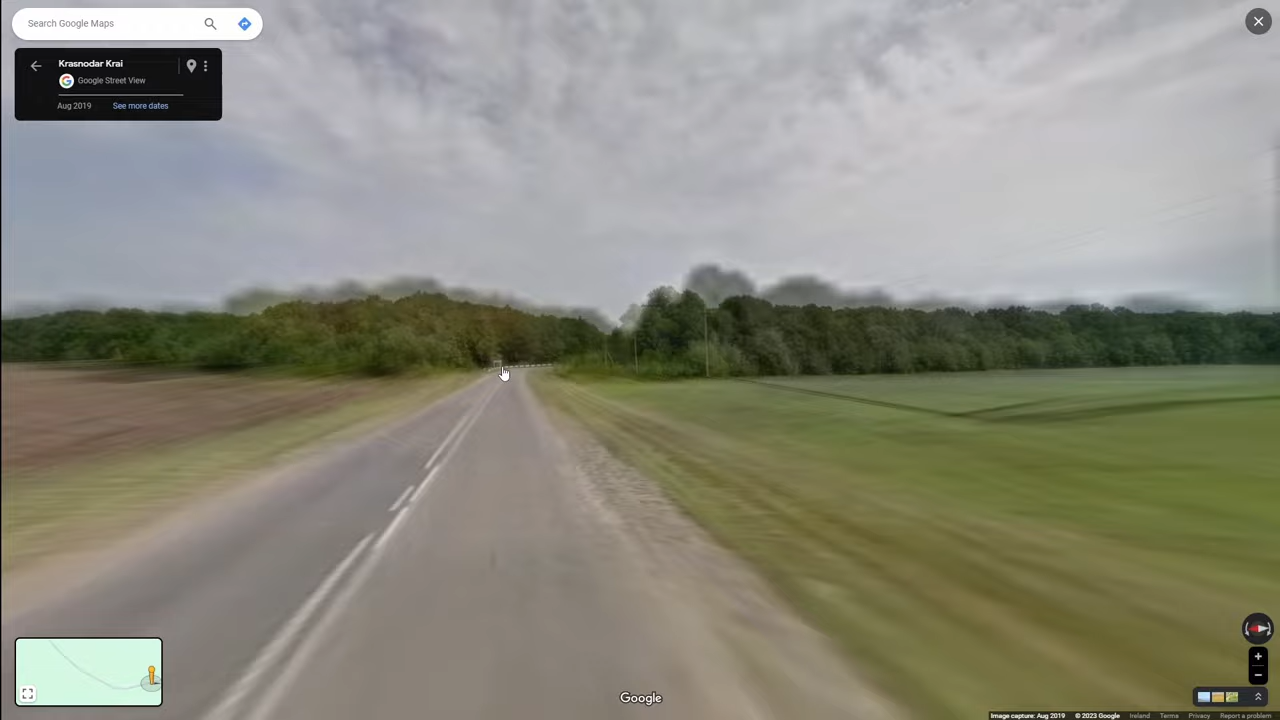 Search Google Maps
Krasnodar Krai
Google Street View
Aug 2019 See more dates
Google
Image capture: Aug 2019 © 2023 Google Ireland Terms Privacy Report a problem